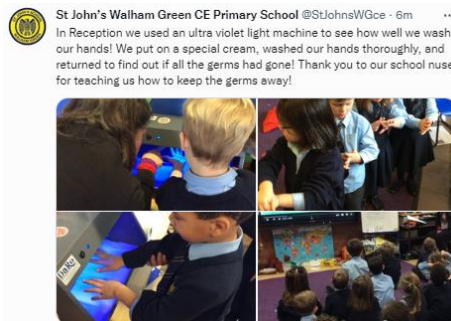 St John's Walham Green CE Primary School @StJohnsWGce · 6m
In Reception we used an ultra violet light machine to see how well we wash
our hands! We put on a special cream, washed our hands thoroughly, and
returned to find out if all the germs had gone! Thank you to our school nuse
for teaching us how to keep the germs away!